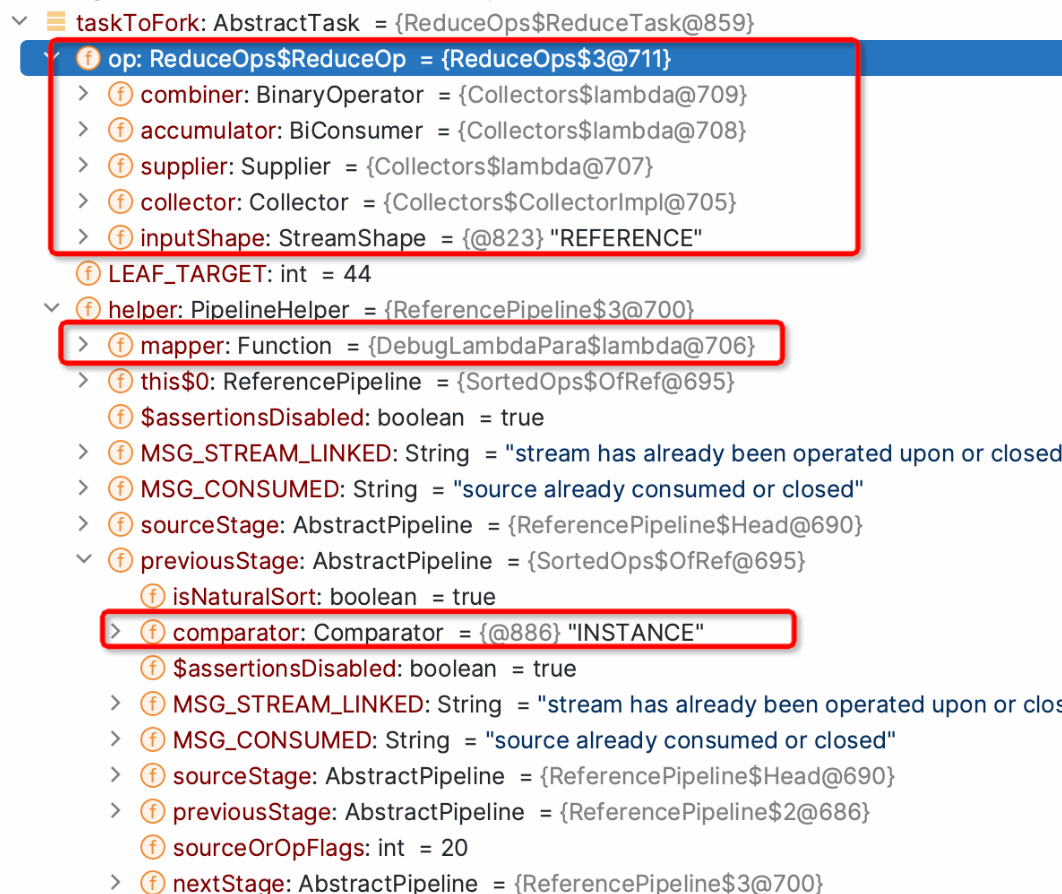 taskToFork: AbstractTask = {ReduceOps$ReduceTask@859}
f op: ReduceOps$ReduceOp = {ReduceOps$3@711}
f combiner: BinaryOperator = {Collectors$lambda@709}
f accumulator: BiConsumer = {Collectors$lambda@708}
f supplier: Supplier = {Collectors$lambda@707}
f collector: Collector = {Collectors$CollectorImpl@705}
f inputShape: StreamShape = {@823} "REFERENCE"
f LEAF_TARGET: int = 44
f helper: PipelineHelper = {ReferencePipeline$3@700}
f mapper: Function = {DebugLambdaPara$lambda@706}
f this$0: ReferencePipeline = {SortedOps$OfRef@695}
f $assertionsDisabled: boolean = true
f MSG_STREAM_LINKED: String = "stream has already been operated upon or closed
f MSG_CONSUMED: String = "source already consumed or closed"
f sourceStage: AbstractPipeline = {ReferencePipeline$Head@690}
f previousStage: AbstractPipeline = {SortedOps$OfRef@695}
f isNaturalSort: boolean = true
f comparator: Comparator = {@886} "INSTANCE"
f $assertionsDisabled: boolean = true
f MSG_STREAM_LINKED: String = "stream has already been operated upon or clos
f MSG_CONSUMED: String = "source already consumed or closed"
f sourceStage: AbstractPipeline = {ReferencePipeline$Head@690}
f previousStage: AbstractPipeline = {ReferencePipeline$2@686}
f sourceOrOpFlags: int = 20
f nextStage: AbstractPipeline = {ReferencePipeline$3@700}